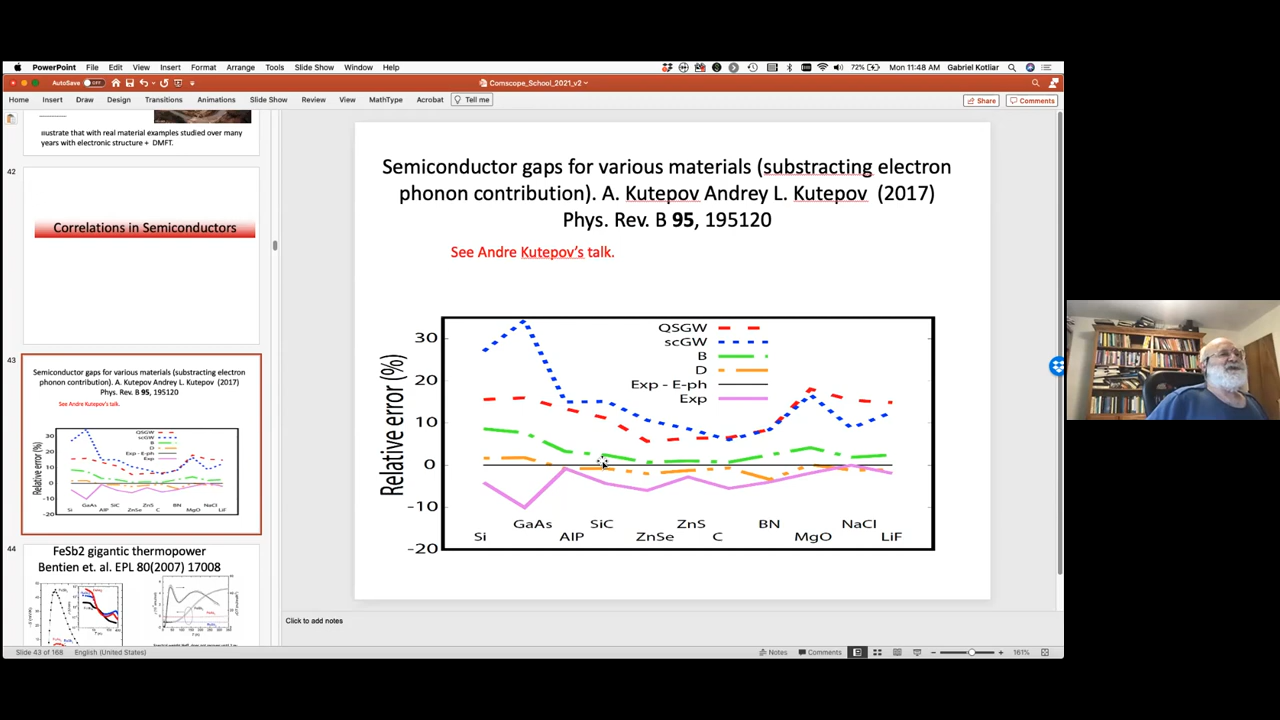 PowerPoint File Edit View Insert Format Arrange Tools Slide Show Window Help 72% Mon 11:48 AM Gabriel Kotliar
AutoSave OFF Comscope_School_2021_v2
Home Insert Draw Design Transitions Animations Slide Show Review View MathType Acrobat Tell me Share Comments
illustrate that with real material examples studied over many
years with electronic structure + DMFT.
42
Correlations in Semiconductors
43
Semiconductor gaps for various materials (substracting electron
phonon contribution). A. Kutepov Andrey L. Kutepov (2017)
Phys. Rev. B 95, 195120
See Andre Kutepov's talk.
Relative error (%)
30
20
10
0
-10
-20
QSGW
scGW
B
D
Exp - E-ph
Exp
GaAs SiC ZnS BN NaCl
Si AlP ZnSe C MgO LiF
44
FeSb2 gigantic thermopower
Bentien et. al. EPL 80(2007) 17008
Semiconductor gaps for various materials (substracting electron
phonon contribution). A. Kutepov Andrey L. Kutepov (2017)
Phys. Rev. B 95, 195120
See Andre Kutepov's talk.
Relative error (%)
30
20
10
0
-10
-20
QSGW
scGW
B
D
Exp - E-ph
Exp
GaAs SiC ZnS BN NaCl
Si AlP ZnSe C MgO LiF
Click to add notes
Slide 43 of 168 English (United States) Notes Comments 161%